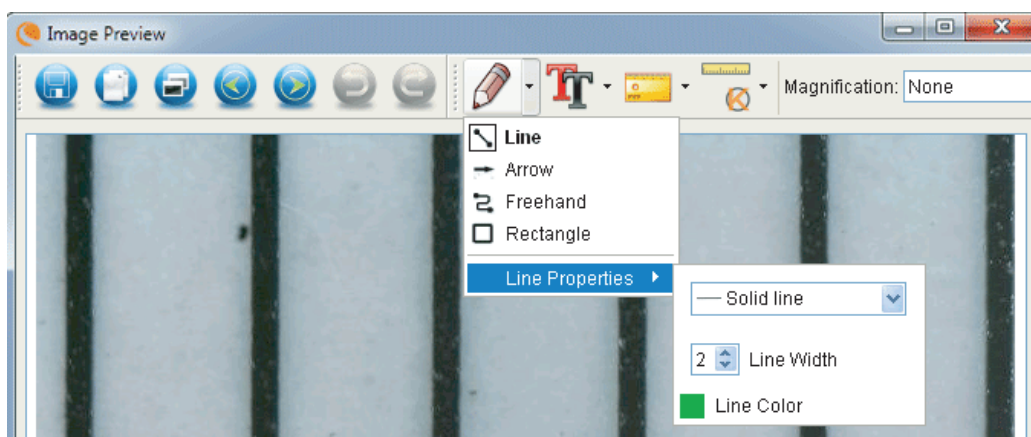 Image Preview
Magnification: None
Line
Arrow
Freehand
Rectangle
Line Properties
Solid line
2 Line Width
Line Color